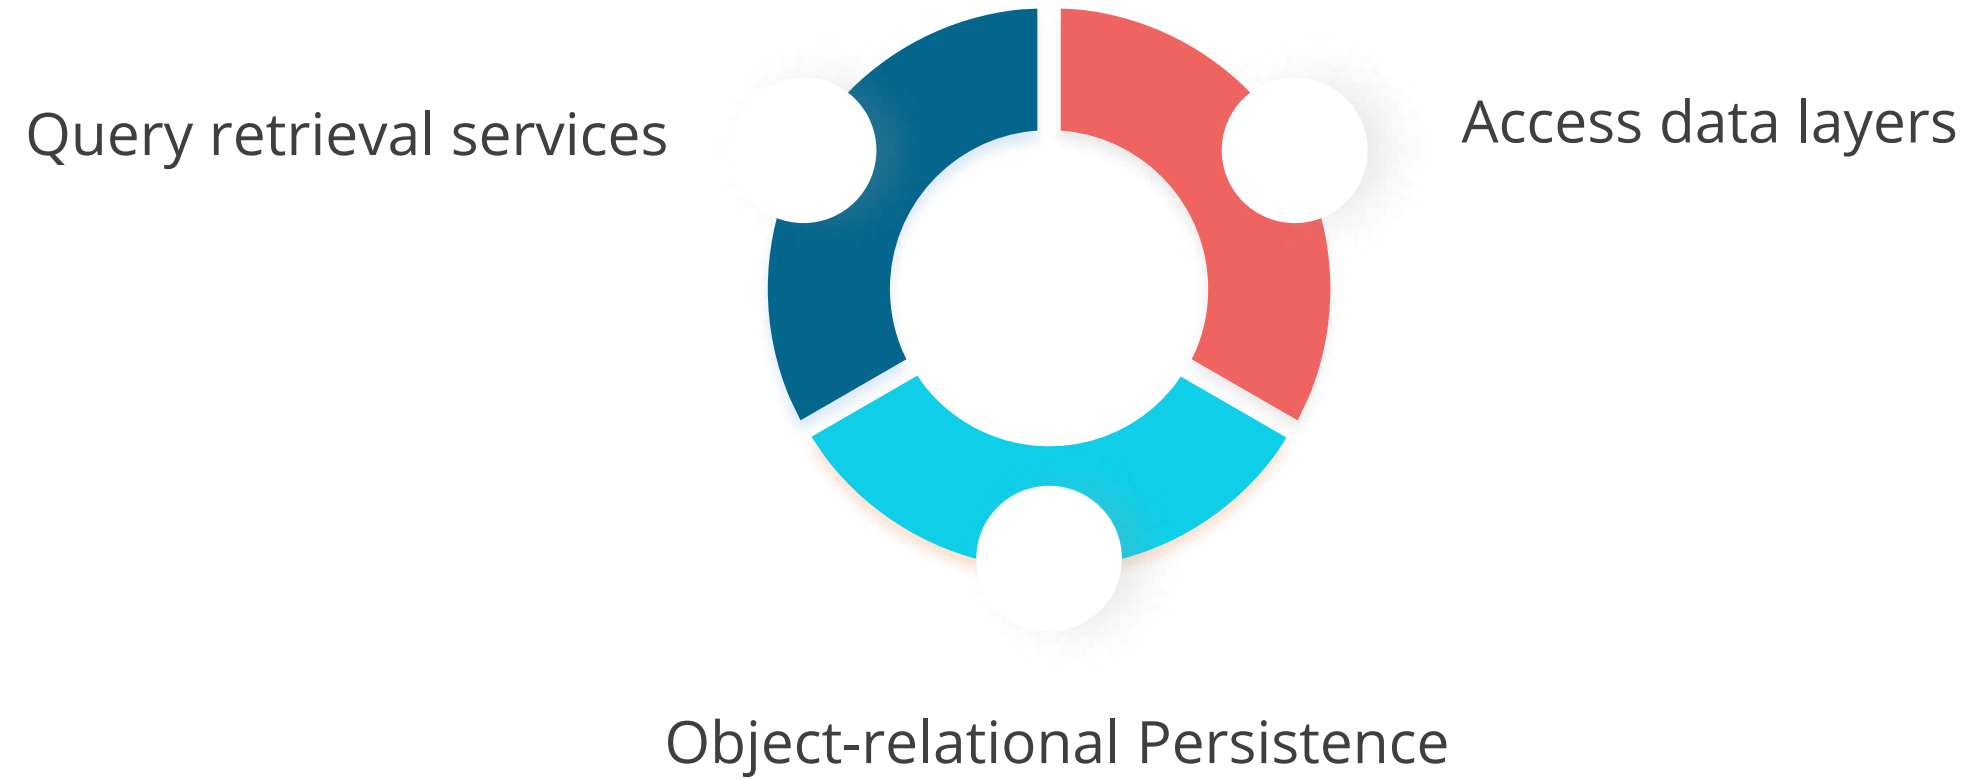 Query retrieval services
Access data layers
Object-relational Persistence